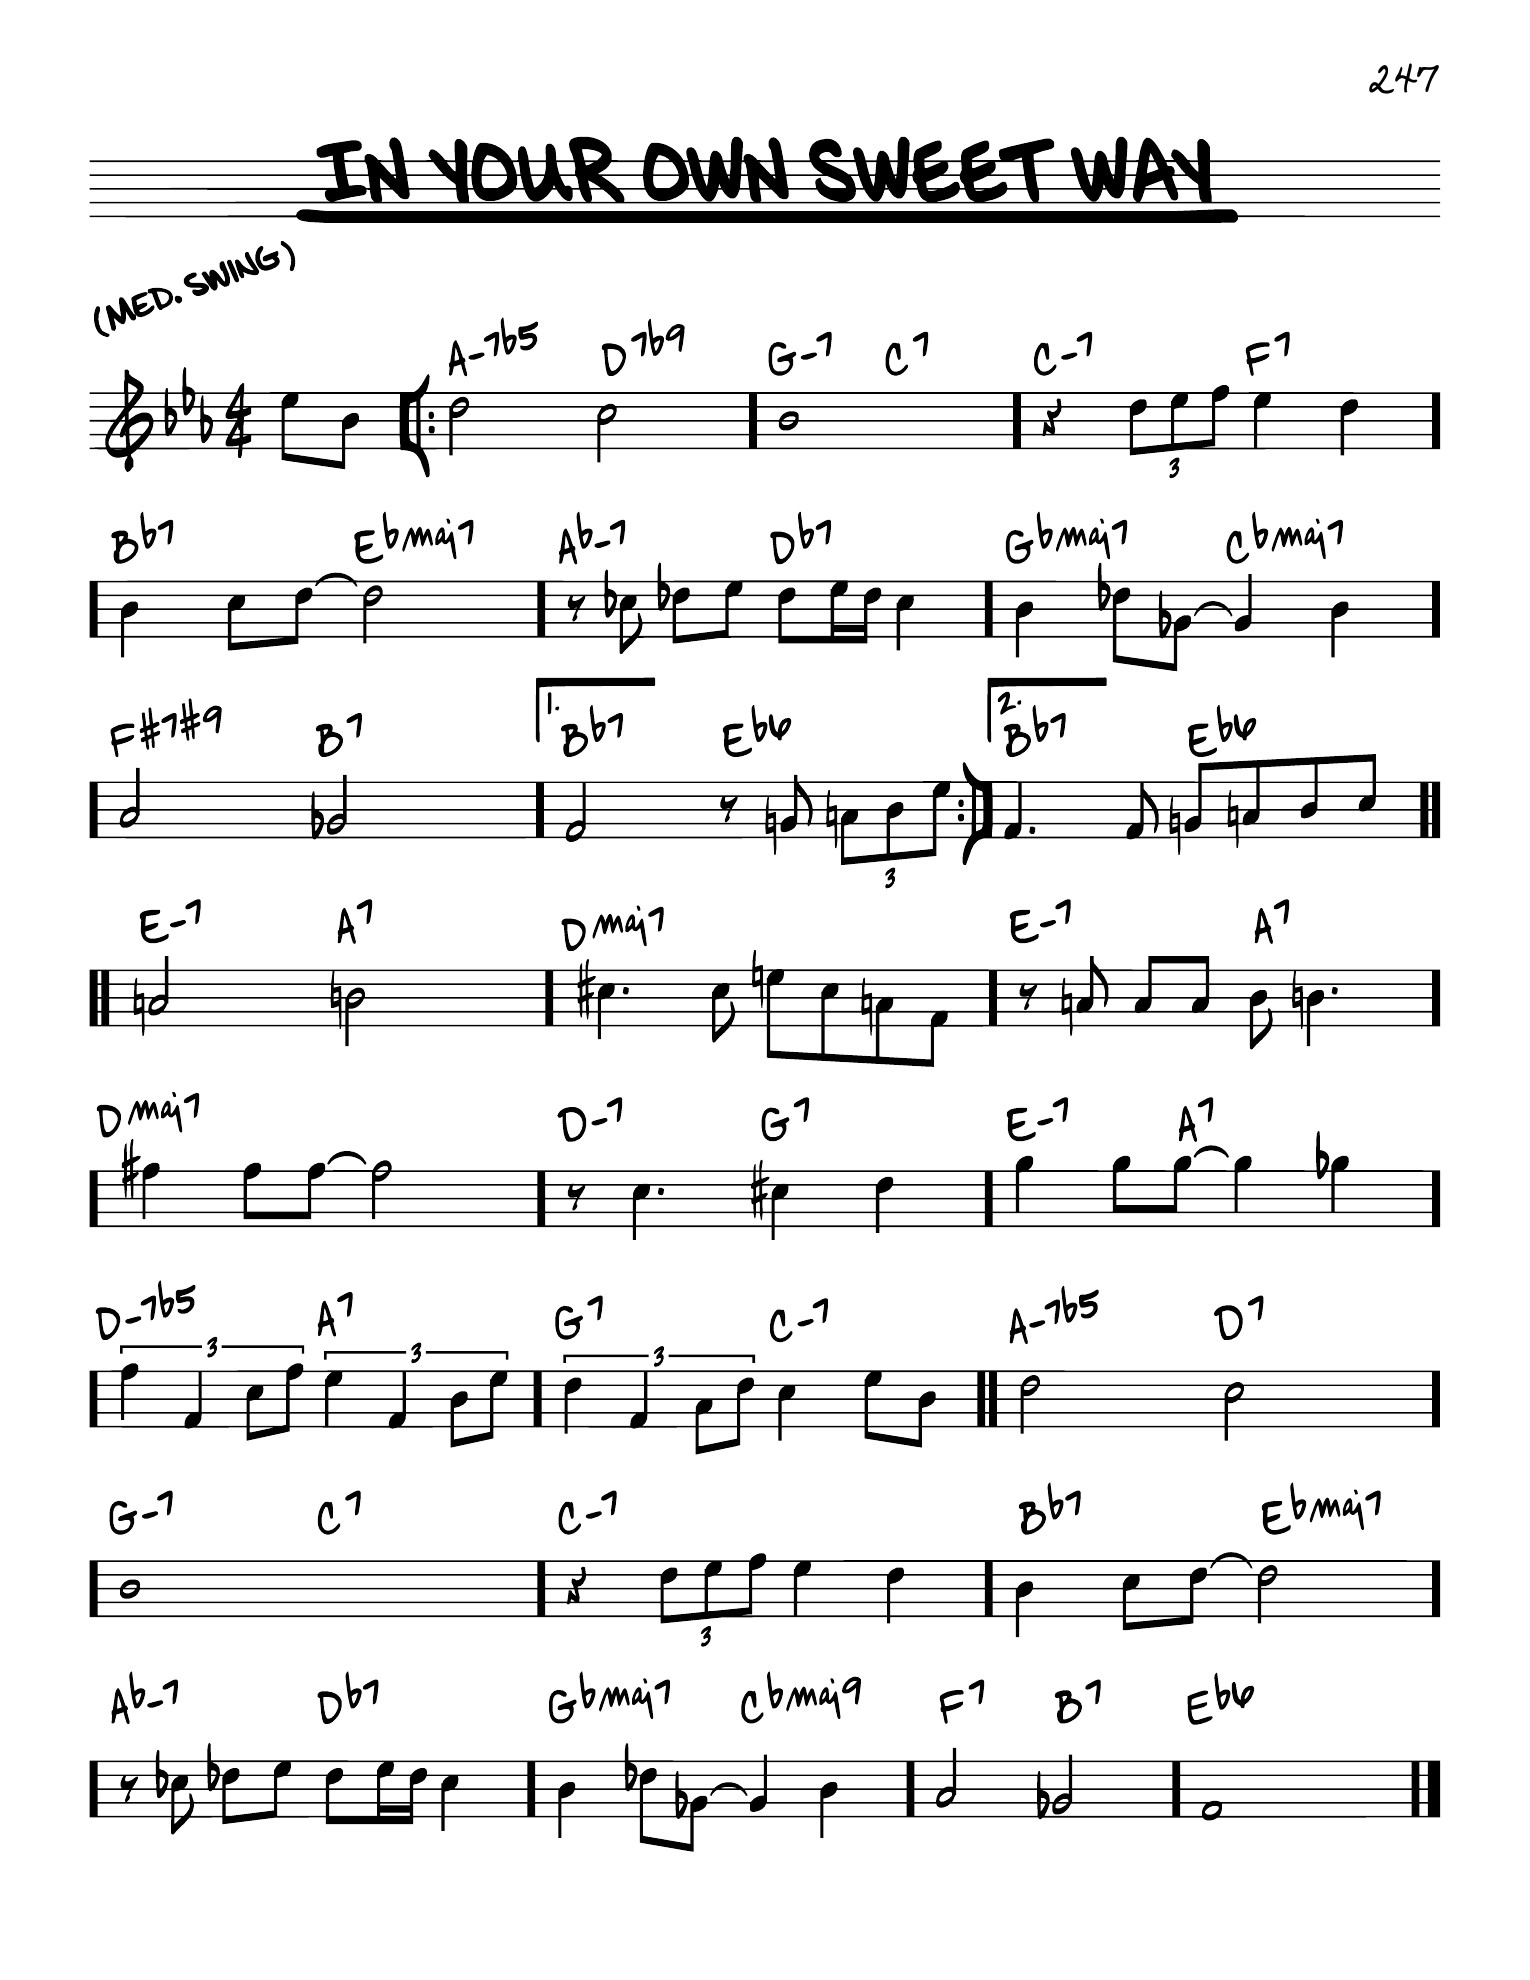 247
IN YOUR OWN SWEET WAY
(MED. SWING)
A-7b5 D7b9 G-7 C7 C-7 F7
4 4
3
Bb7 Ebmaj7 Ab-7 Db7 Gbmaj7 Cbmaj7
1. 2.
F#7#9 B7 Bb7 Eb6 Bb7 Eb6
3
E-7 A7 Dmaj7 E-7 A7
Dmaj7 D-7 G7 E-7 A7
D-7b5 A7 G7 C-7 A-7b5 D7
3 3 3
G-7 C7 C-7 Bb7 Ebmaj7
3
Ab-7 Db7 Gbmaj7 Cbmaj9 F7 B7 Eb6